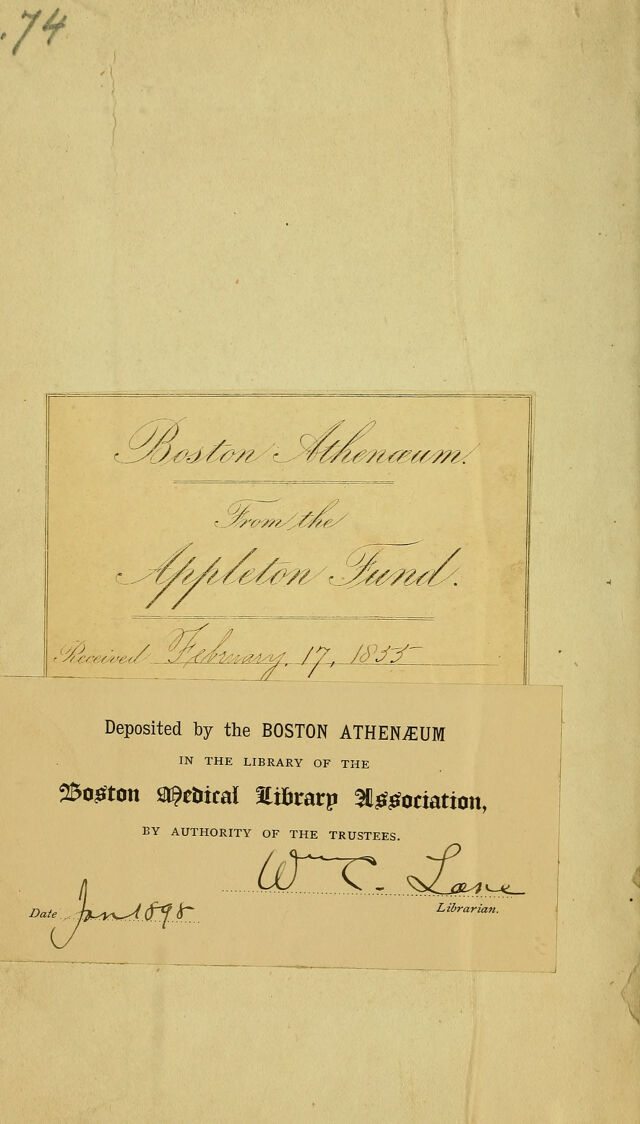 .74
Boston Athenæum.
From the
Appleton Fund.
Received February. 17, 1855
Deposited by the BOSTON ATHENÆUM
IN THE LIBRARY OF THE
Boston Medical Library Association,
BY AUTHORITY OF THE TRUSTEES.
Wm C. Lane
Librarian.
Date Jan 1898